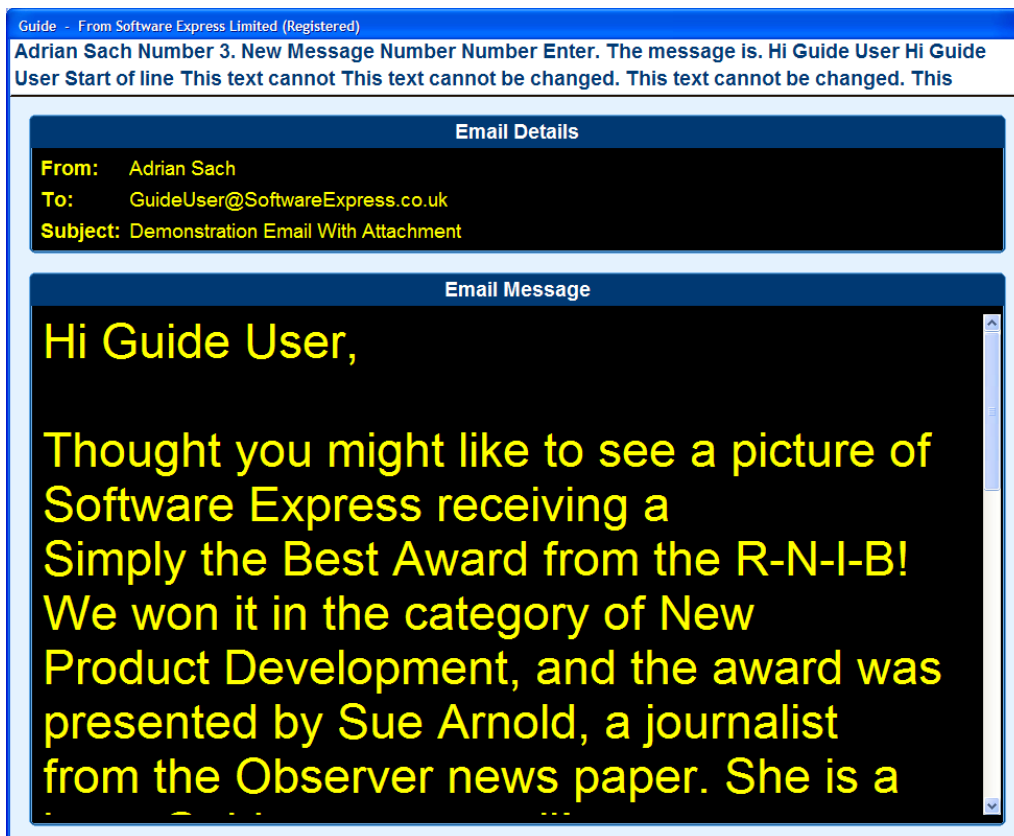 Guide - From Software Express Limited (Registered)
Adrian Sach Number 3. New Message Number Number Enter. The message is. Hi Guide User Hi Guide
User Start of line This text cannot This text cannot be changed. This text cannot be changed. This
Email Details
From: Adrian Sach
To: GuideUser@SoftwareExpress.co.uk
Subject: Demonstration Email With Attachment
Email Message
Hi Guide User,
Thought you might like to see a picture of
Software Express receiving a
Simply the Best Award from the R-N-I-B!
We won it in the category of New
Product Development, and the award was
presented by Sue Arnold, a journalist
from the Observer news paper. She is a